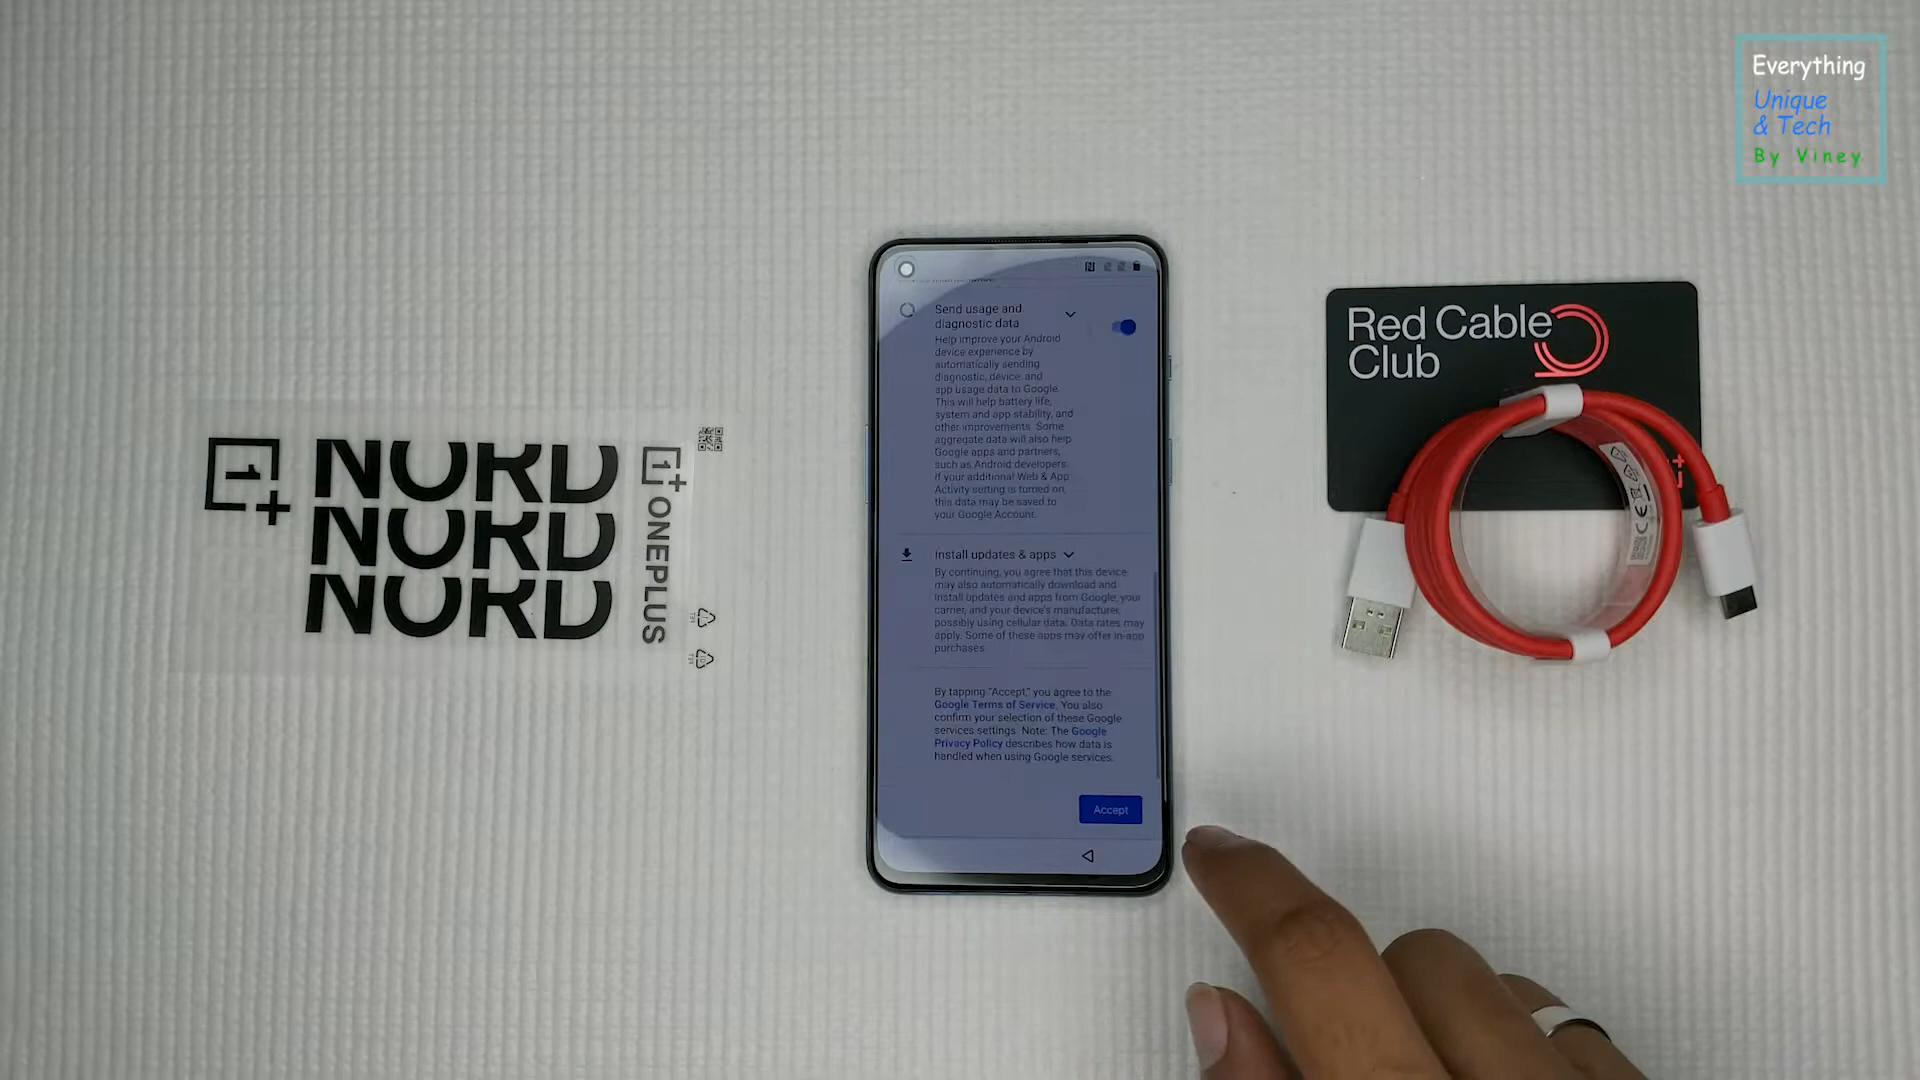 Everything
Unique
& Tech
By Viney
Send usage and
diagnostic data
Help improve your Android
device experience by
automatically sending
diagnostic, device and
app usage data to Google.
This will help battery life,
system and app stability, and
other improvements. Some
aggregate data will also help
Google apps and partners,
such as Android developers.
If your additional Web & App
Activity setting is turned on,
this data may be saved to
your Google Account.
Install updates & apps
By continuing, you agree that this device
may also automatically download and
install updates and apps from Google, your
carrier, and your device's manufacturer,
possibly using cellular data. Data rates may
apply. Some of these apps may offer in-app
purchases.
By tapping "Accept," you agree to the
Google Terms of Service. You also
confirm your selection of these Google
services settings. Note: The Google
Privacy Policy describes how data is
handled when using Google services.
Accept
NORD
NORD
NORD
ONEPLUS
Red Cable
Club